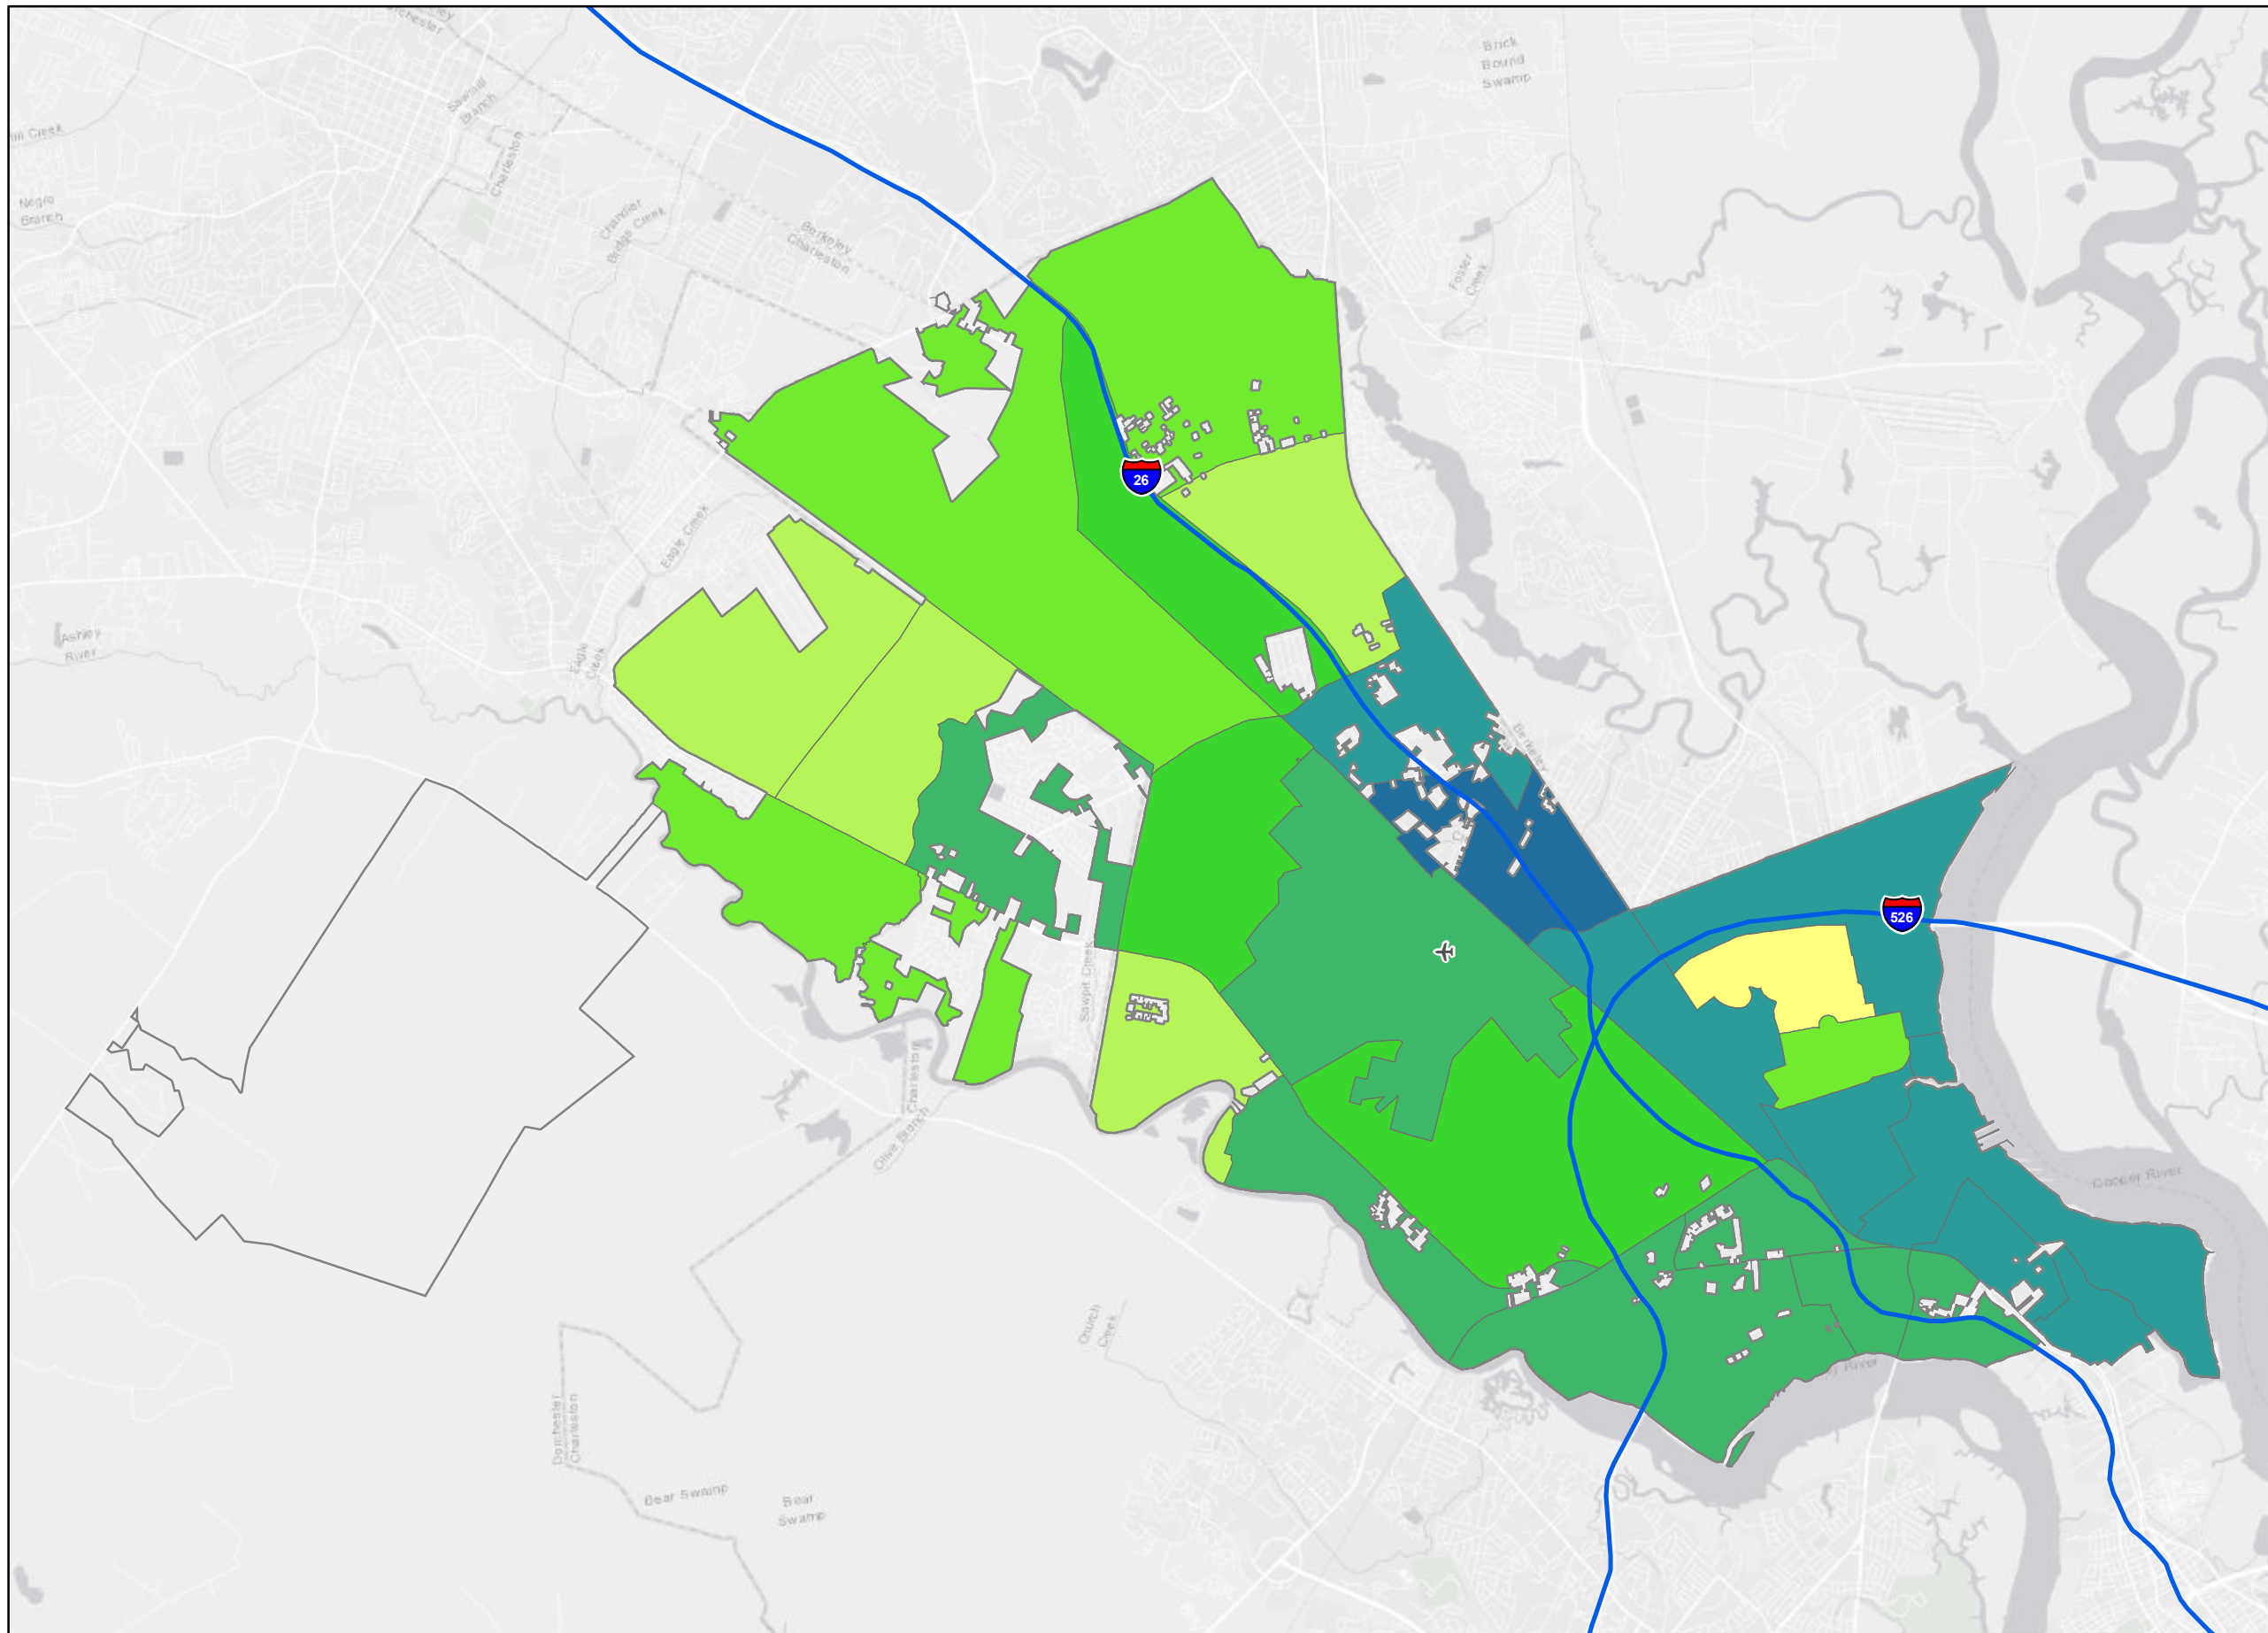 Dorchester
Brick
Bound
Swamp
Sawmill
Branch
Charleston
Negro
Branch
Chandler
Bridge Creek
Berkeley
Charleston
Foster
Creek
26
Eagle Creek
Ashley
River
Eagle
Creek
Berkeley
526
Sawpit Creek
Charleston
Olive Branch
Cooper River
Church
Creek
River
Dorchester
Charleston
Bear Swamp
Bear
Swamp